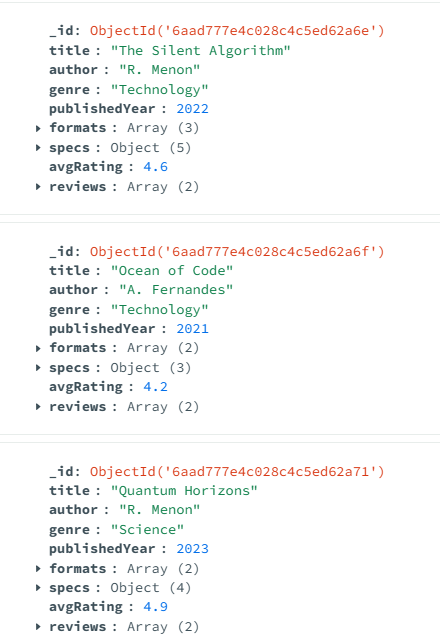 _id: ObjectId('6aad777e4c028c4c5ed62a6e')
title : "The Silent Algorithm"
author : "R. Menon"
genre : "Technology"
publishedYear : 2022
formats : Array (3)
specs : Object (5)
avgRating : 4.6
reviews : Array (2)
_id: ObjectId('6aad777e4c028c4c5ed62a6f')
title : "Ocean of Code"
author : "A. Fernandes"
genre : "Technology"
publishedYear : 2021
formats : Array (2)
specs : Object (3)
avgRating : 4.2
reviews : Array (2)
_id: ObjectId('6aad777e4c028c4c5ed62a71')
title : "Quantum Horizons"
author : "R. Menon"
genre : "Science"
publishedYear : 2023
formats : Array (2)
specs : Object (4)
avgRating : 4.9
reviews : Array (2)